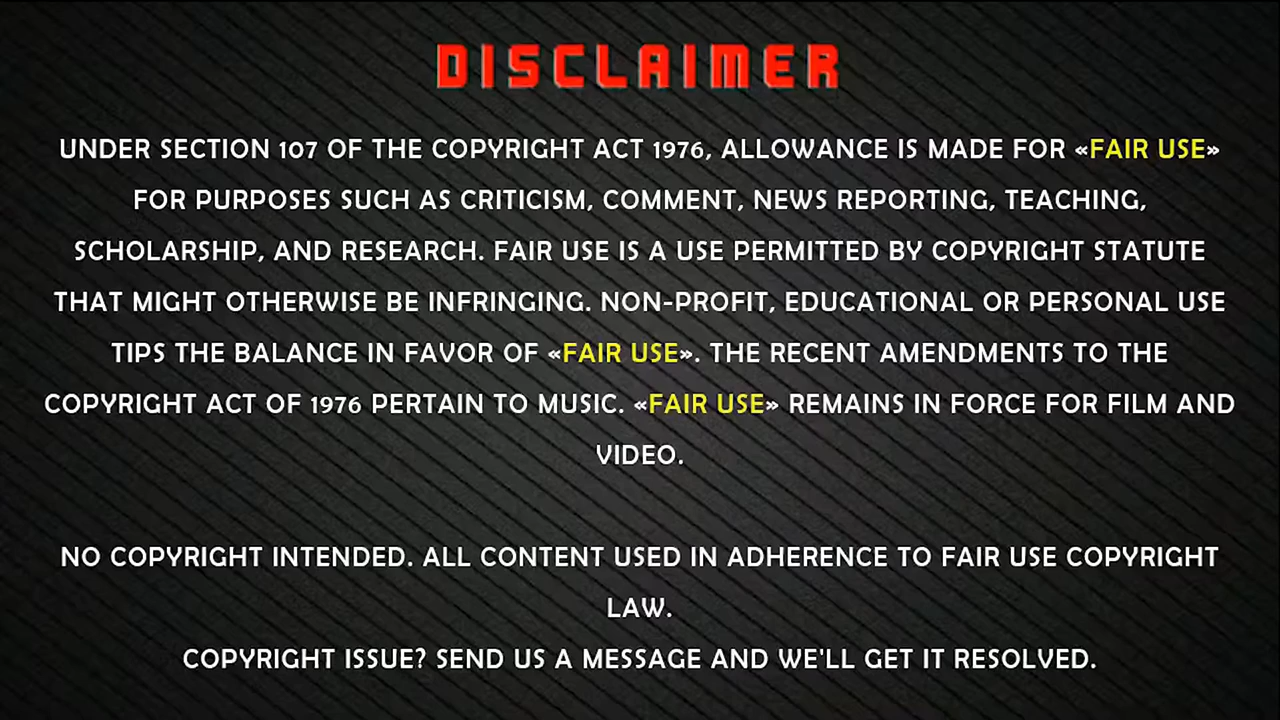 DISCLAIMER
UNDER SECTION 107 OF THE COPYRIGHT ACT 1976, ALLOWANCE IS MADE FOR «FAIR USE»
FOR PURPOSES SUCH AS CRITICISM, COMMENT, NEWS REPORTING, TEACHING,
SCHOLARSHIP, AND RESEARCH. FAIR USE IS A USE PERMITTED BY COPYRIGHT STATUTE
THAT MIGHT OTHERWISE BE INFRINGING. NON-PROFIT, EDUCATIONAL OR PERSONAL USE
TIPS THE BALANCE IN FAVOR OF «FAIR USE». THE RECENT AMENDMENTS TO THE
COPYRIGHT ACT OF 1976 PERTAIN TO MUSIC. «FAIR USE» REMAINS IN FORCE FOR FILM AND
VIDEO.
NO COPYRIGHT INTENDED. ALL CONTENT USED IN ADHERENCE TO FAIR USE COPYRIGHT
LAW.
COPYRIGHT ISSUE? SEND US A MESSAGE AND WE'LL GET IT RESOLVED.